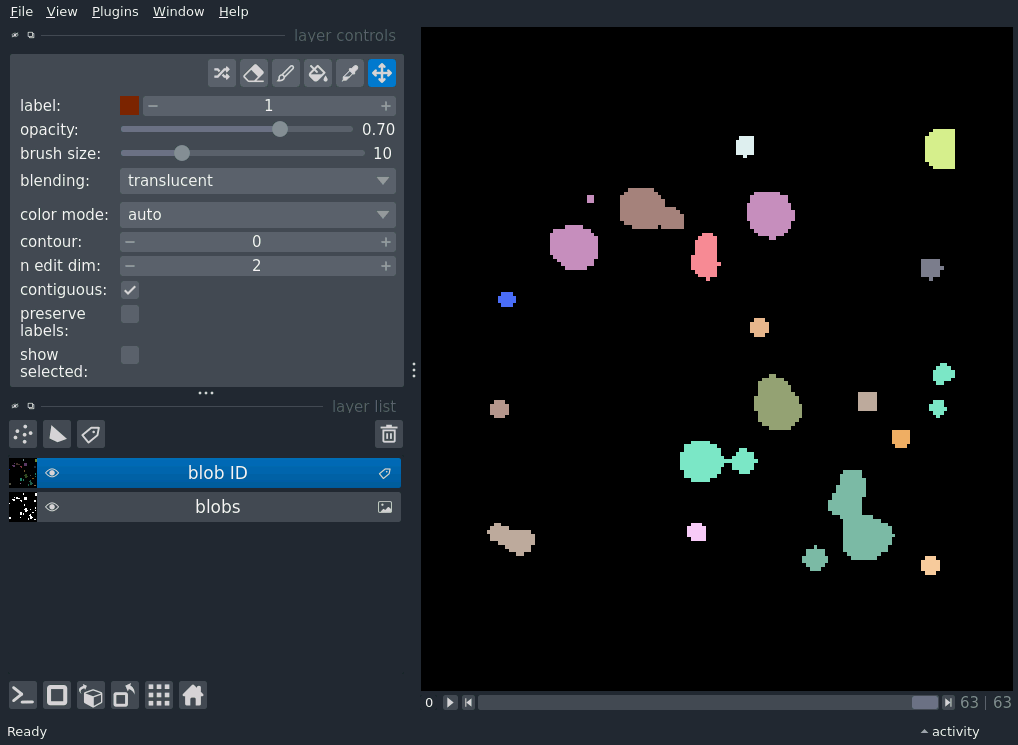 File View Plugins Window Help
layer controls
label: 1
opacity: 0.70
brush size: 10
blending: translucent
color mode: auto
contour: 0
n edit dim: 2
contiguous:
preserve
labels:
show
selected:
layer list
blob ID
blobs
0 63 | 63
Ready activity